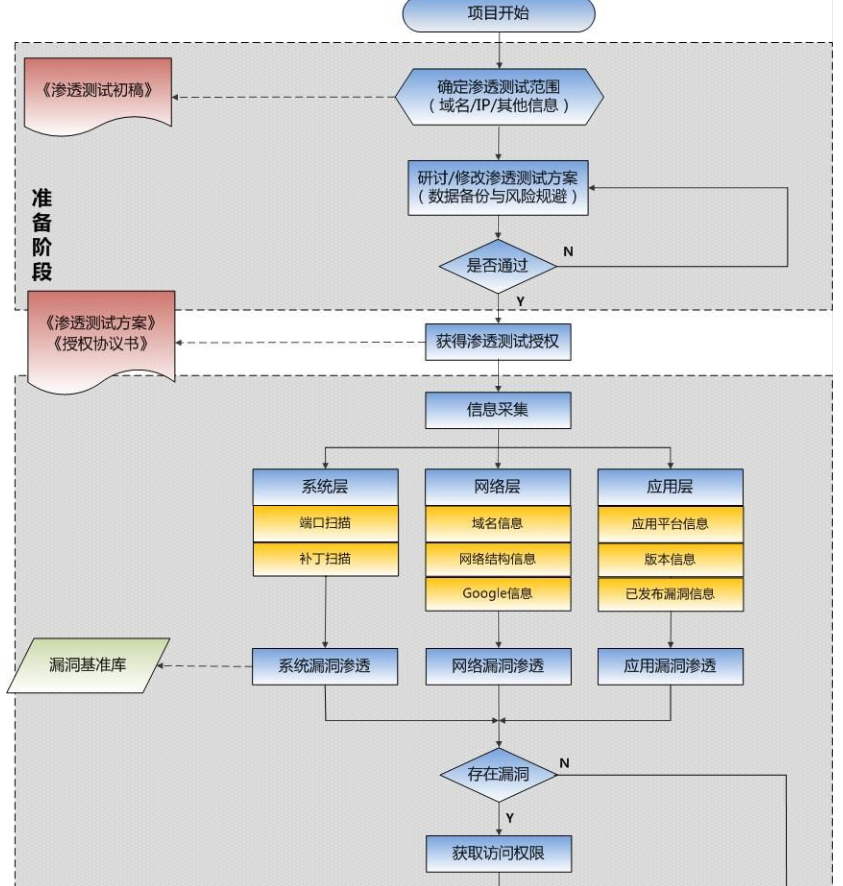 项目开始
《渗透测试初稿》
确定渗透测试范围
（域名/IP/其他信息）
研讨/修改渗透测试方案
（数据备份与风险规避）
准
备
阶
段
是否通过
N
Y
《渗透测试方案》
《授权协议书》
获得渗透测试授权
信息采集
系统层
网络层
应用层
端口扫描
域名信息
应用平台信息
补丁扫描
网络结构信息
版本信息
Google信息
已发布漏洞信息
漏洞基准库
系统漏洞渗透
网络漏洞渗透
应用漏洞渗透
存在漏洞
N
Y
获取访问权限